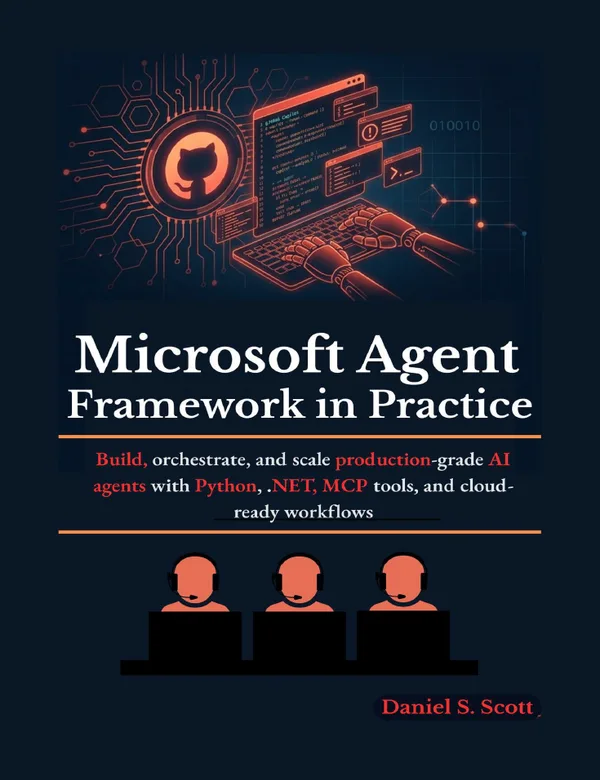 010010
Microsoft Agent
Framework in Practice
Build, orchestrate, and scale production-grade AI
agents with Python, .NET, MCP tools, and cloud-
ready workflows
Daniel S. Scott